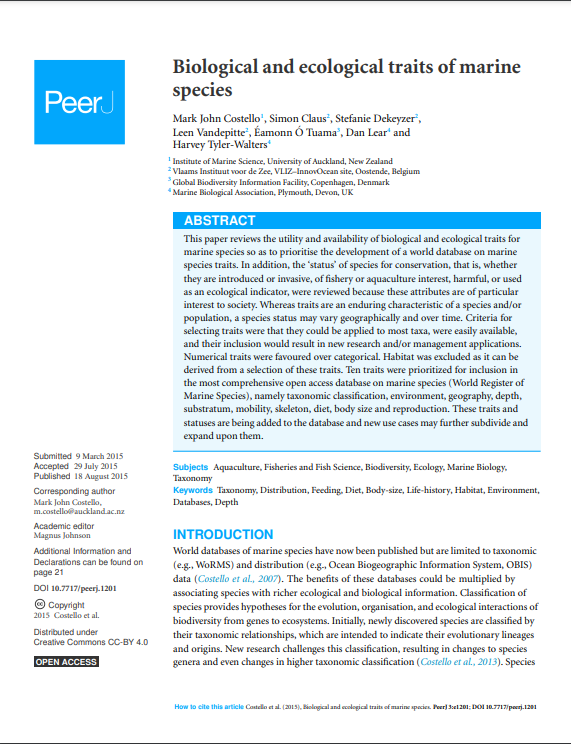 PeerJ
Biological and ecological traits of marine
species
Mark John Costello1, Simon Claus2, Stefanie Dekeyzer2,
Leen Vandepitte2, Éamonn Ó Tuama3, Dan Lear4 and
Harvey Tyler-Walters4
1 Institute of Marine Science, University of Auckland, New Zealand
2 Vlaams Instituut voor de Zee, VLIZ–InnovOcean site, Oostende, Belgium
3 Global Biodiversity Information Facility, Copenhagen, Denmark
4 Marine Biological Association, Plymouth, Devon, UK
ABSTRACT
This paper reviews the utility and availability of biological and ecological traits for
marine species so as to prioritise the development of a world database on marine
species traits. In addition, the ‘status’ of species for conservation, that is, whether
they are introduced or invasive, of fishery or aquaculture interest, harmful, or used
as an ecological indicator, were reviewed because these attributes are of particular
interest to society. Whereas traits are an enduring characteristic of a species and/or
population, a species status may vary geographically and over time. Criteria for
selecting traits were that they could be applied to most taxa, were easily available,
and their inclusion would result in new research and/or management applications.
Numerical traits were favoured over categorical. Habitat was excluded as it can be
derived from a selection of these traits. Ten traits were prioritized for inclusion in
the most comprehensive open access database on marine species (World Register of
Marine Species), namely taxonomic classification, environment, geography, depth,
substratum, mobility, skeleton, diet, body size and reproduction. These traits and
statuses are being added to the database and new use cases may further subdivide and
expand upon them.
Subjects Aquaculture, Fisheries and Fish Science, Biodiversity, Ecology, Marine Biology,
Taxonomy
Keywords Taxonomy, Distribution, Feeding, Diet, Body-size, Life-history, Habitat, Environment,
Databases, Depth
Submitted 9 March 2015
Accepted 29 July 2015
Published 18 August 2015
Corresponding author
Mark John Costello,
m.costello@auckland.ac.nz
Academic editor
Magnus Johnson
Additional Information and
Declarations can be found on
page 21
DOI 10.7717/peerj.1201
cc Copyright
2015 Costello et al.
Distributed under
Creative Commons CC-BY 4.0
OPEN ACCESS
INTRODUCTION
World databases of marine species have now been published but are limited to taxonomic
(e.g., WoRMS) and distribution (e.g., Ocean Biogeographic Information System, OBIS)
data (Costello et al., 2007). The benefits of these databases could be multiplied by
associating species with richer ecological and biological information. Classification of
species provides hypotheses for the evolution, organisation, and ecological interactions of
biodiversity from genes to ecosystems. Initially, newly discovered species are classified by
their taxonomic relationships, which are intended to indicate their evolutionary lineages
and origins. New research challenges this classification, resulting in changes to species
genera and even changes in higher taxonomic classification (Costello et al., 2013). Species
How to cite this article Costello et al. (2015), Biological and ecological traits of marine species. PeerJ 3:e1201; DOI 10.7717/peerj.1201